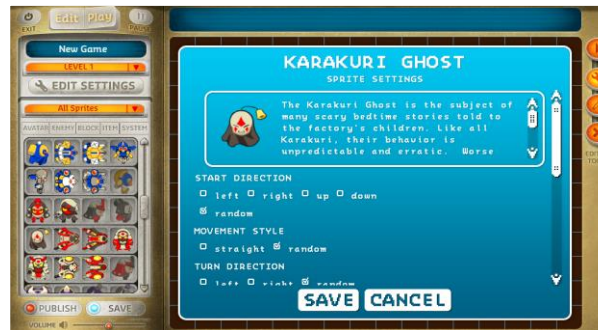 EXIT
Edit Play
PAUSE
New Game
LEVEL 1
EDIT SETTINGS
All Sprites
AVATAR ENEMY BLOCK ITEM SYSTEM
PUBLISH
SAVE
VOLUME
KARAKURI GHOST
SPRITE SETTINGS
The Karakuri Ghost is the subject of
many scary bedtime stories told to
the factory's children. Like all
Karakuri, their behavior is
unpredictable and erratic. Worse
START DIRECTION
left right up down
random
MOVEMENT STYLE
straight random
TURN DIRECTION
left right random
SAVE CANCEL